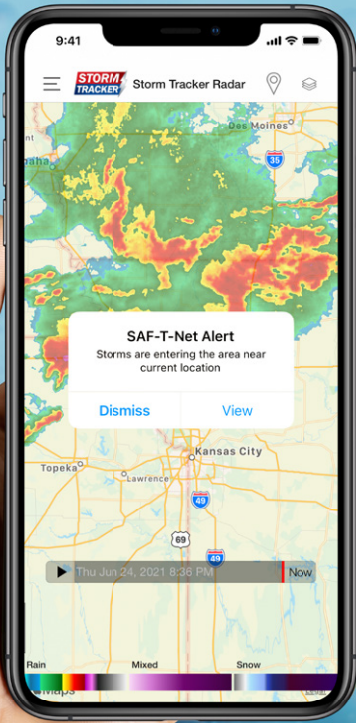 9:41
STORM
TRACKER
Storm Tracker Radar
Des Moines
35
nt
aha
SAF-T-Net Alert
Storms are entering the area near
current location
Dismiss
View
Kansas City
Topeka
Lawrence
49
69
49
Thu Jun 24, 2021 8:36 PM
Now
Rain
Mixed
Snow
Maps